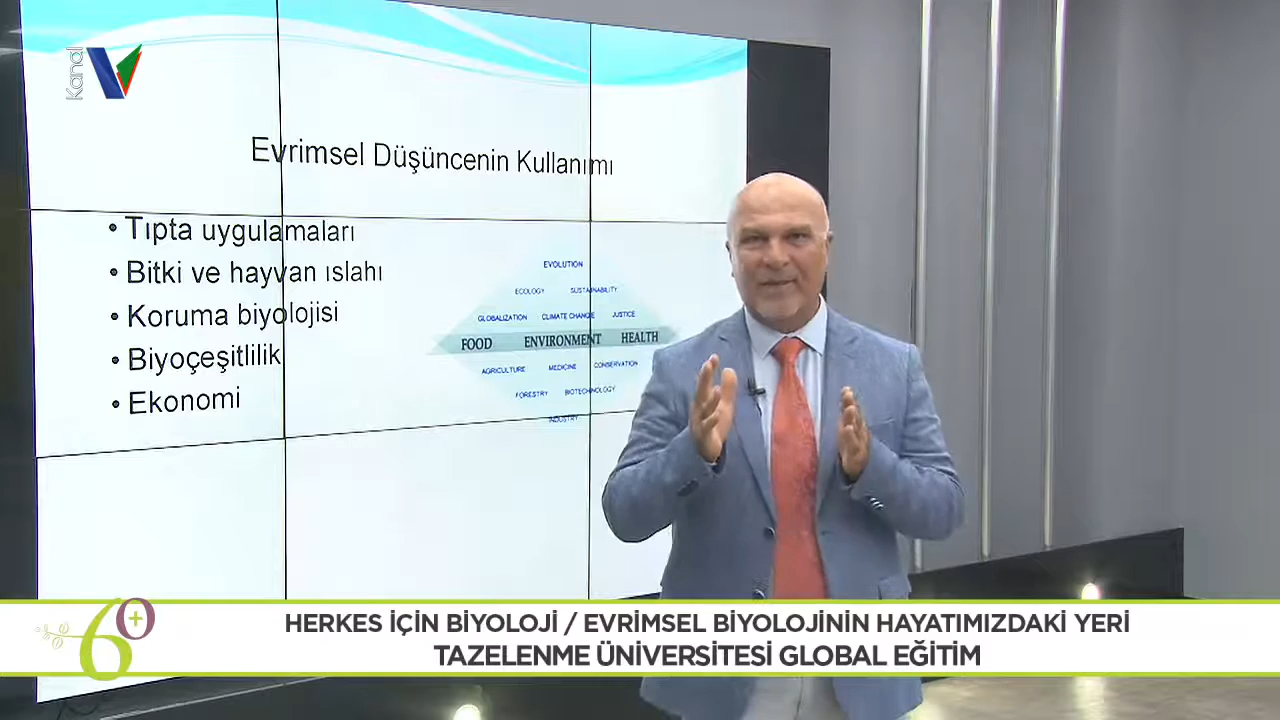 Kanal
Evrimsel Düşüncenin Kullanımı
• Tıpta uygulamaları
• Bitki ve hayvan ıslahı
• Koruma biyolojisi
• Biyoçeşitlilik
• Ekonomi
EVOLUTION
ECOLOGY SUSTAINABILITY
GLOBALIZATION CLIMATE CHANGE JUSTICE
FOOD ENVIRONMENT HEALTH
AGRICULTURE MEDICINE CONSERVATION
FORESTRY BIOTECHNOLOGY
INDUSTRY
60+
HERKES İÇİN BİYOLOJİ / EVRİMSEL BİYOLOJİNİN HAYATIMIZDAKİ YERİ
TAZELENME ÜNİVERSİTESİ GLOBAL EĞİTİM